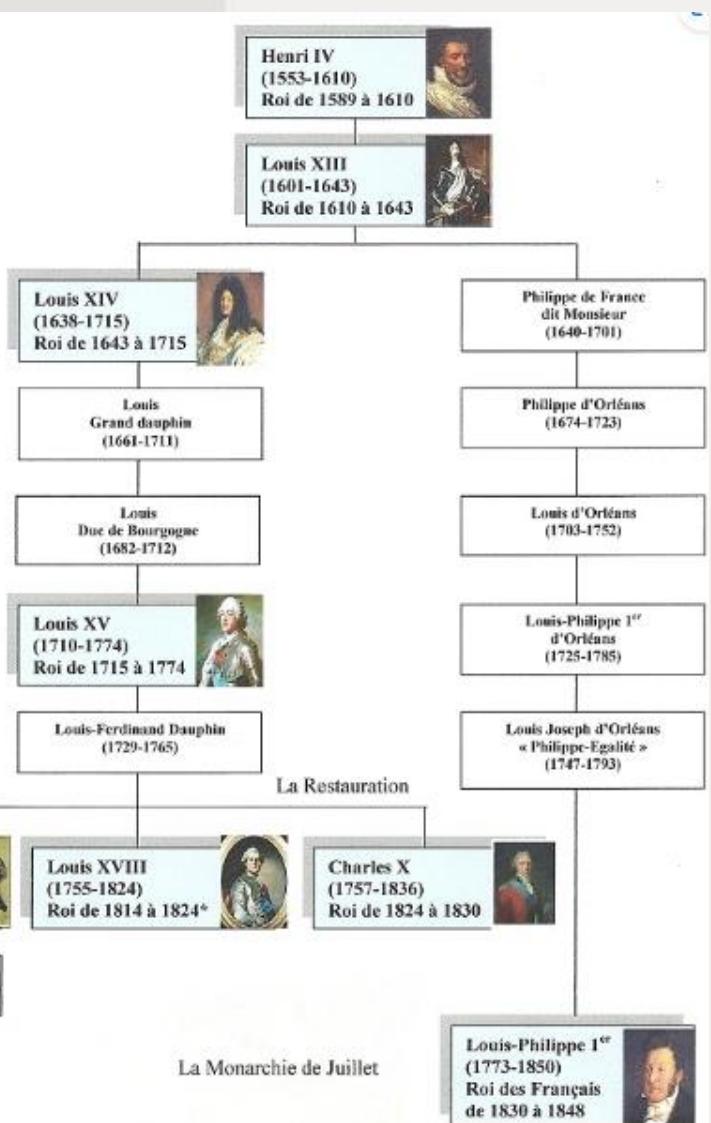 Henri IV
(1553-1610)
Roi de 1589 à 1610
Louis XIII
(1601-1643)
Roi de 1610 à 1643
Louis XIV
(1638-1715)
Roi de 1643 à 1715
Philippe de France
dit Monsieur
(1640-1701)
Louis
Grand dauphin
(1661-1711)
Philippe d'Orléans
(1674-1723)
Louis
Duc de Bourgogne
(1682-1712)
Louis d'Orléans
(1703-1752)
Louis XV
(1710-1774)
Roi de 1715 à 1774
Louis-Philippe 1er
d'Orléans
(1725-1785)
Louis-Ferdinand Dauphin
(1729-1765)
Louis Joseph d'Orléans
« Philippe-Egalité »
(1747-1793)
La Restauration
Louis XVIII
(1755-1824)
Roi de 1814 à 1824*
Charles X
(1757-1836)
Roi de 1824 à 1830
La Monarchie de Juillet
Louis-Philippe 1er
(1773-1850)
Roi des Français
de 1830 à 1848